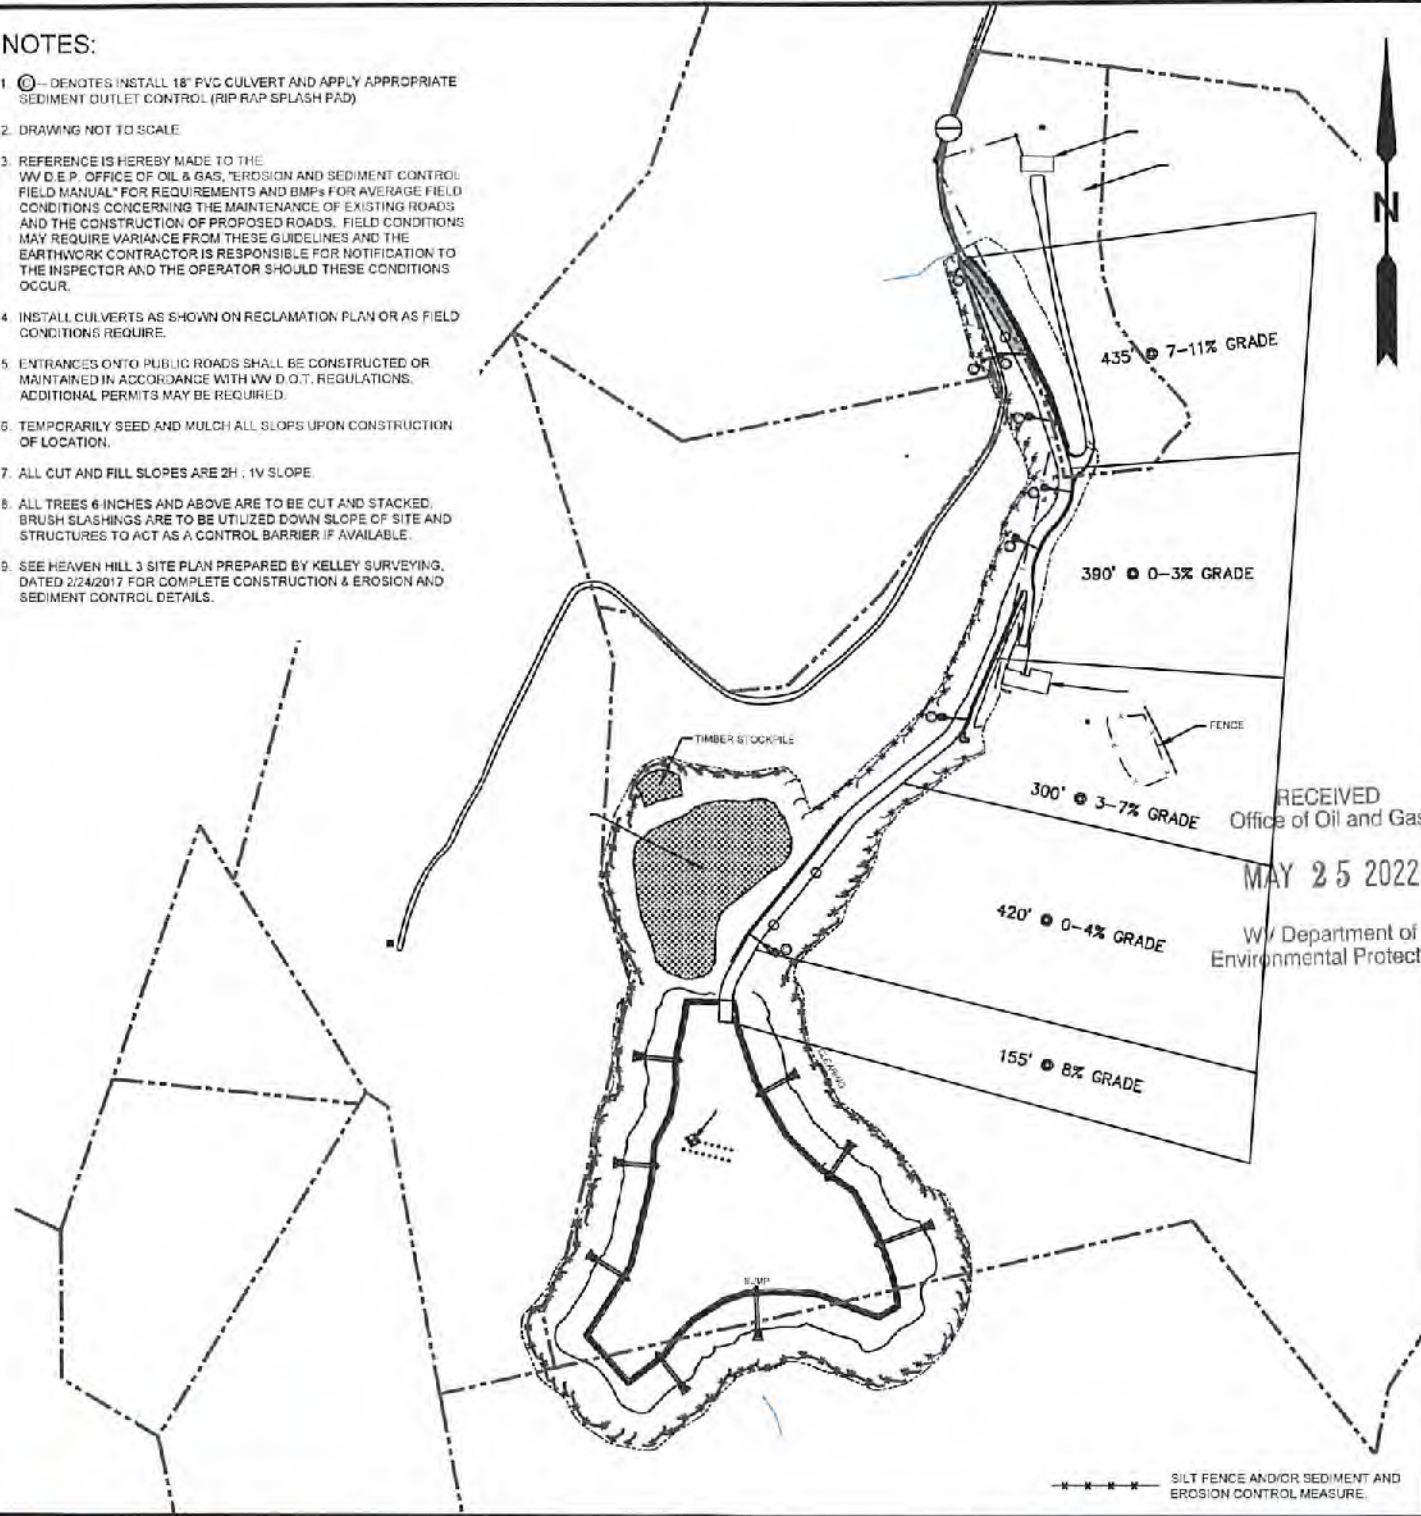 NOTES:
1. Ⓒ – DENOTES INSTALL 18" PVC CULVERT AND APPLY APPROPRIATE
SEDIMENT OUTLET CONTROL (RIP RAP SPLASH PAD)
2. DRAWING NOT TO SCALE
3. REFERENCE IS HEREBY MADE TO THE
WV D.E.P. OFFICE OF OIL & GAS, "EROSION AND SEDIMENT CONTROL
FIELD MANUAL" FOR REQUIREMENTS AND BMPs FOR AVERAGE FIELD
CONDITIONS CONCERNING THE MAINTENANCE OF EXISTING ROADS
AND THE CONSTRUCTION OF PROPOSED ROADS. FIELD CONDITIONS
MAY REQUIRE VARIANCE FROM THESE GUIDELINES AND THE
EARTHWORK CONTRACTOR IS RESPONSIBLE FOR NOTIFICATION TO
THE INSPECTOR AND THE OPERATOR SHOULD THESE CONDITIONS
OCCUR.
4. INSTALL CULVERTS AS SHOWN ON RECLAMATION PLAN OR AS FIELD
CONDITIONS REQUIRE.
5. ENTRANCES ONTO PUBLIC ROADS SHALL BE CONSTRUCTED OR
MAINTAINED IN ACCORDANCE WITH WV D.O.T. REGULATIONS.
ADDITIONAL PERMITS MAY BE REQUIRED.
6. TEMPORARILY SEED AND MULCH ALL SLOPS UPON CONSTRUCTION
OF LOCATION.
7. ALL CUT AND FILL SLOPES ARE 2H : 1V SLOPE
8. ALL TREES 6 INCHES AND ABOVE ARE TO BE CUT AND STACKED,
BRUSH SLASHINGS ARE TO BE UTILIZED DOWN SLOPE OF SITE AND
STRUCTURES TO ACT AS A CONTROL BARRIER IF AVAILABLE.
9. SEE HEAVEN HILL 3 SITE PLAN PREPARED BY KELLEY SURVEYING,
DATED 2/24/2017 FOR COMPLETE CONSTRUCTION & EROSION AND
SEDIMENT CONTROL DETAILS.
N
435' @ 7-11% GRADE
390' @ 0-3% GRADE
FENCE
TIMBER STOCKPILE
300' @ 3-7% GRADE
RECEIVED
Office of Oil and Gas
MAY 25 2022
WV Department of
Environmental Protect
420' @ 0-4% GRADE
155' @ 8% GRADE
CLEARING
SUMP
SILT FENCE AND/OR SEDIMENT AND
EROSION CONTROL MEASURE.